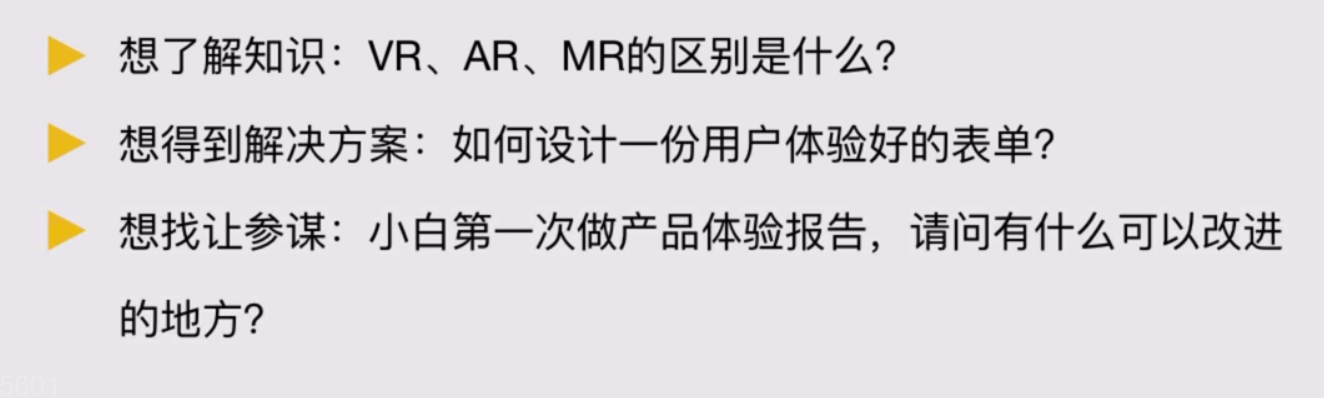 想了解知识：VR、AR、MR的区别是什么？
想得到解决方案：如何设计一份用户体验好的表单？
想找让参谋：小白第一次做产品体验报告，请问有什么可以改进
的地方？
5601